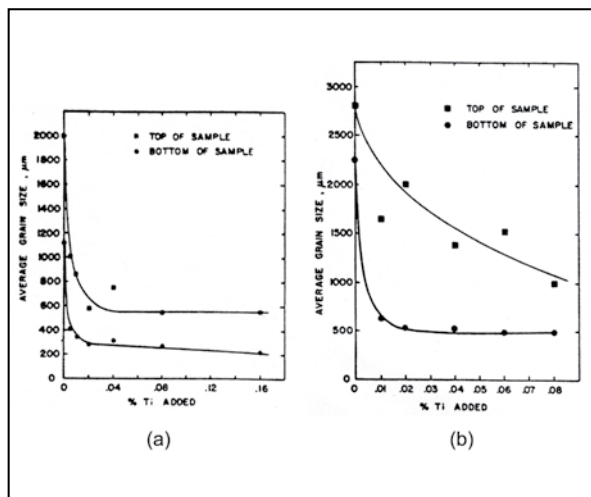 2000
1800
1600
1400
1200
1000
800
600
400
200
0
AVERAGE GRAIN SIZE , μm
TOP OF SAMPLE
BOTTOM OF SAMPLE
0 .04 .08 0.12 0.16
% Ti ADDED
(a)
3000
2500
2000
1500
1000
500
0
AVERAGE GRAIN SIZE, μm
TOP OF SAMPLE
BOTTOM OF SAMPLE
0 .01 .02 .03 .04 .05 .06 .07 .08
% Ti ADDED
(b)